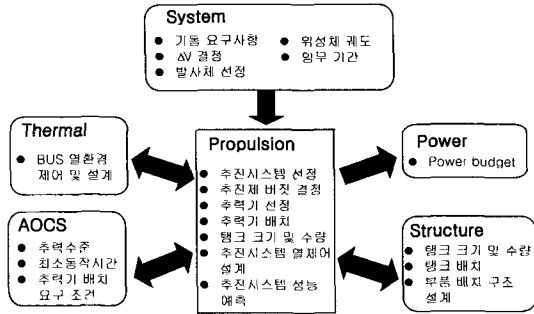 System
● 기동 요구사항
● ΔV 결정
● 발사체 선정
● 위성체 궤도
● 임무 기간
Thermal
● BUS 열환경
제어 및 설계
AOCS
● 추력수준
● 최소동작시간
● 추력기 배치
요구 조건
Propulsion
● 추진시스템 선정
● 추진제 버짓 결정
● 추력기 선정
● 추력기 배치
● 탱크 크기 및 수량
● 추진시스템 열제어
설계
● 추진시스템 성능
예측
Power
● Power budget
Structure
● 탱크 크기 및 수량
● 탱크 배치
● 부품 배치 구조
설계